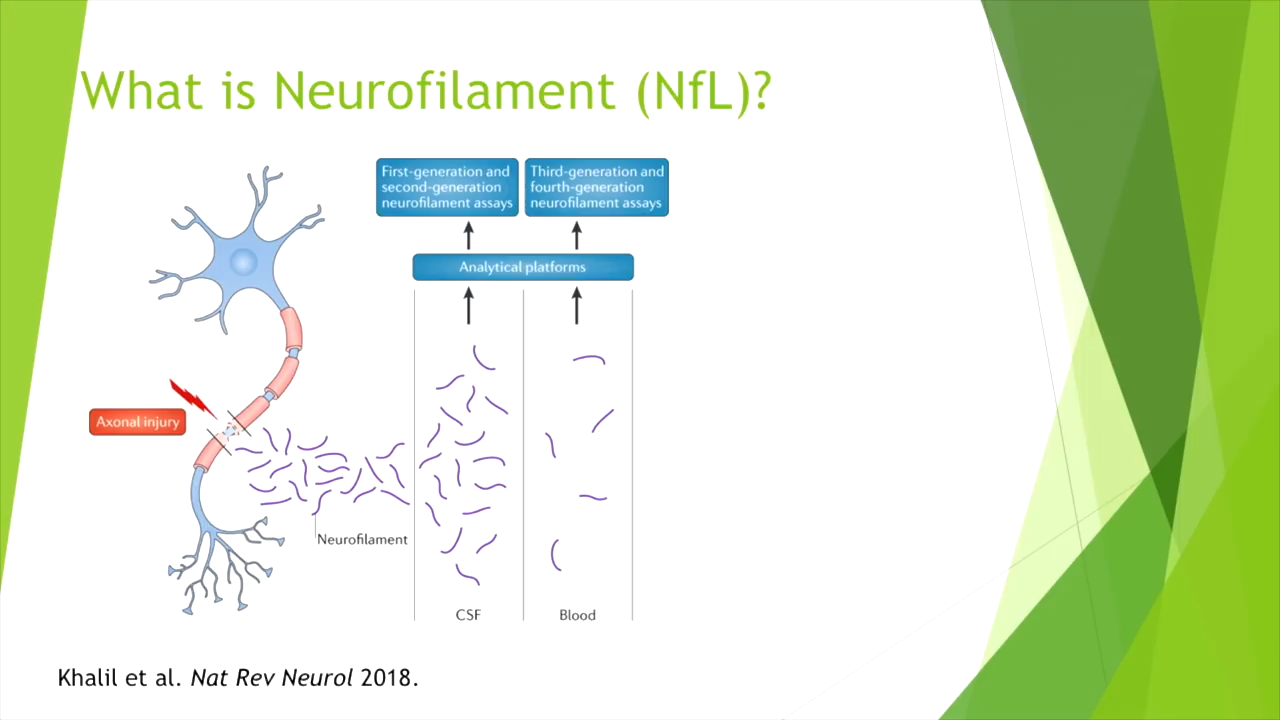 What is Neurofilament (NfL)?
First-generation and
second-generation
neurofilament assays
Third-generation and
fourth-generation
neurofilament assays
Analytical platforms
Axonal injury
Neurofilament
CSF
Blood
Khalil et al. Nat Rev Neurol 2018.